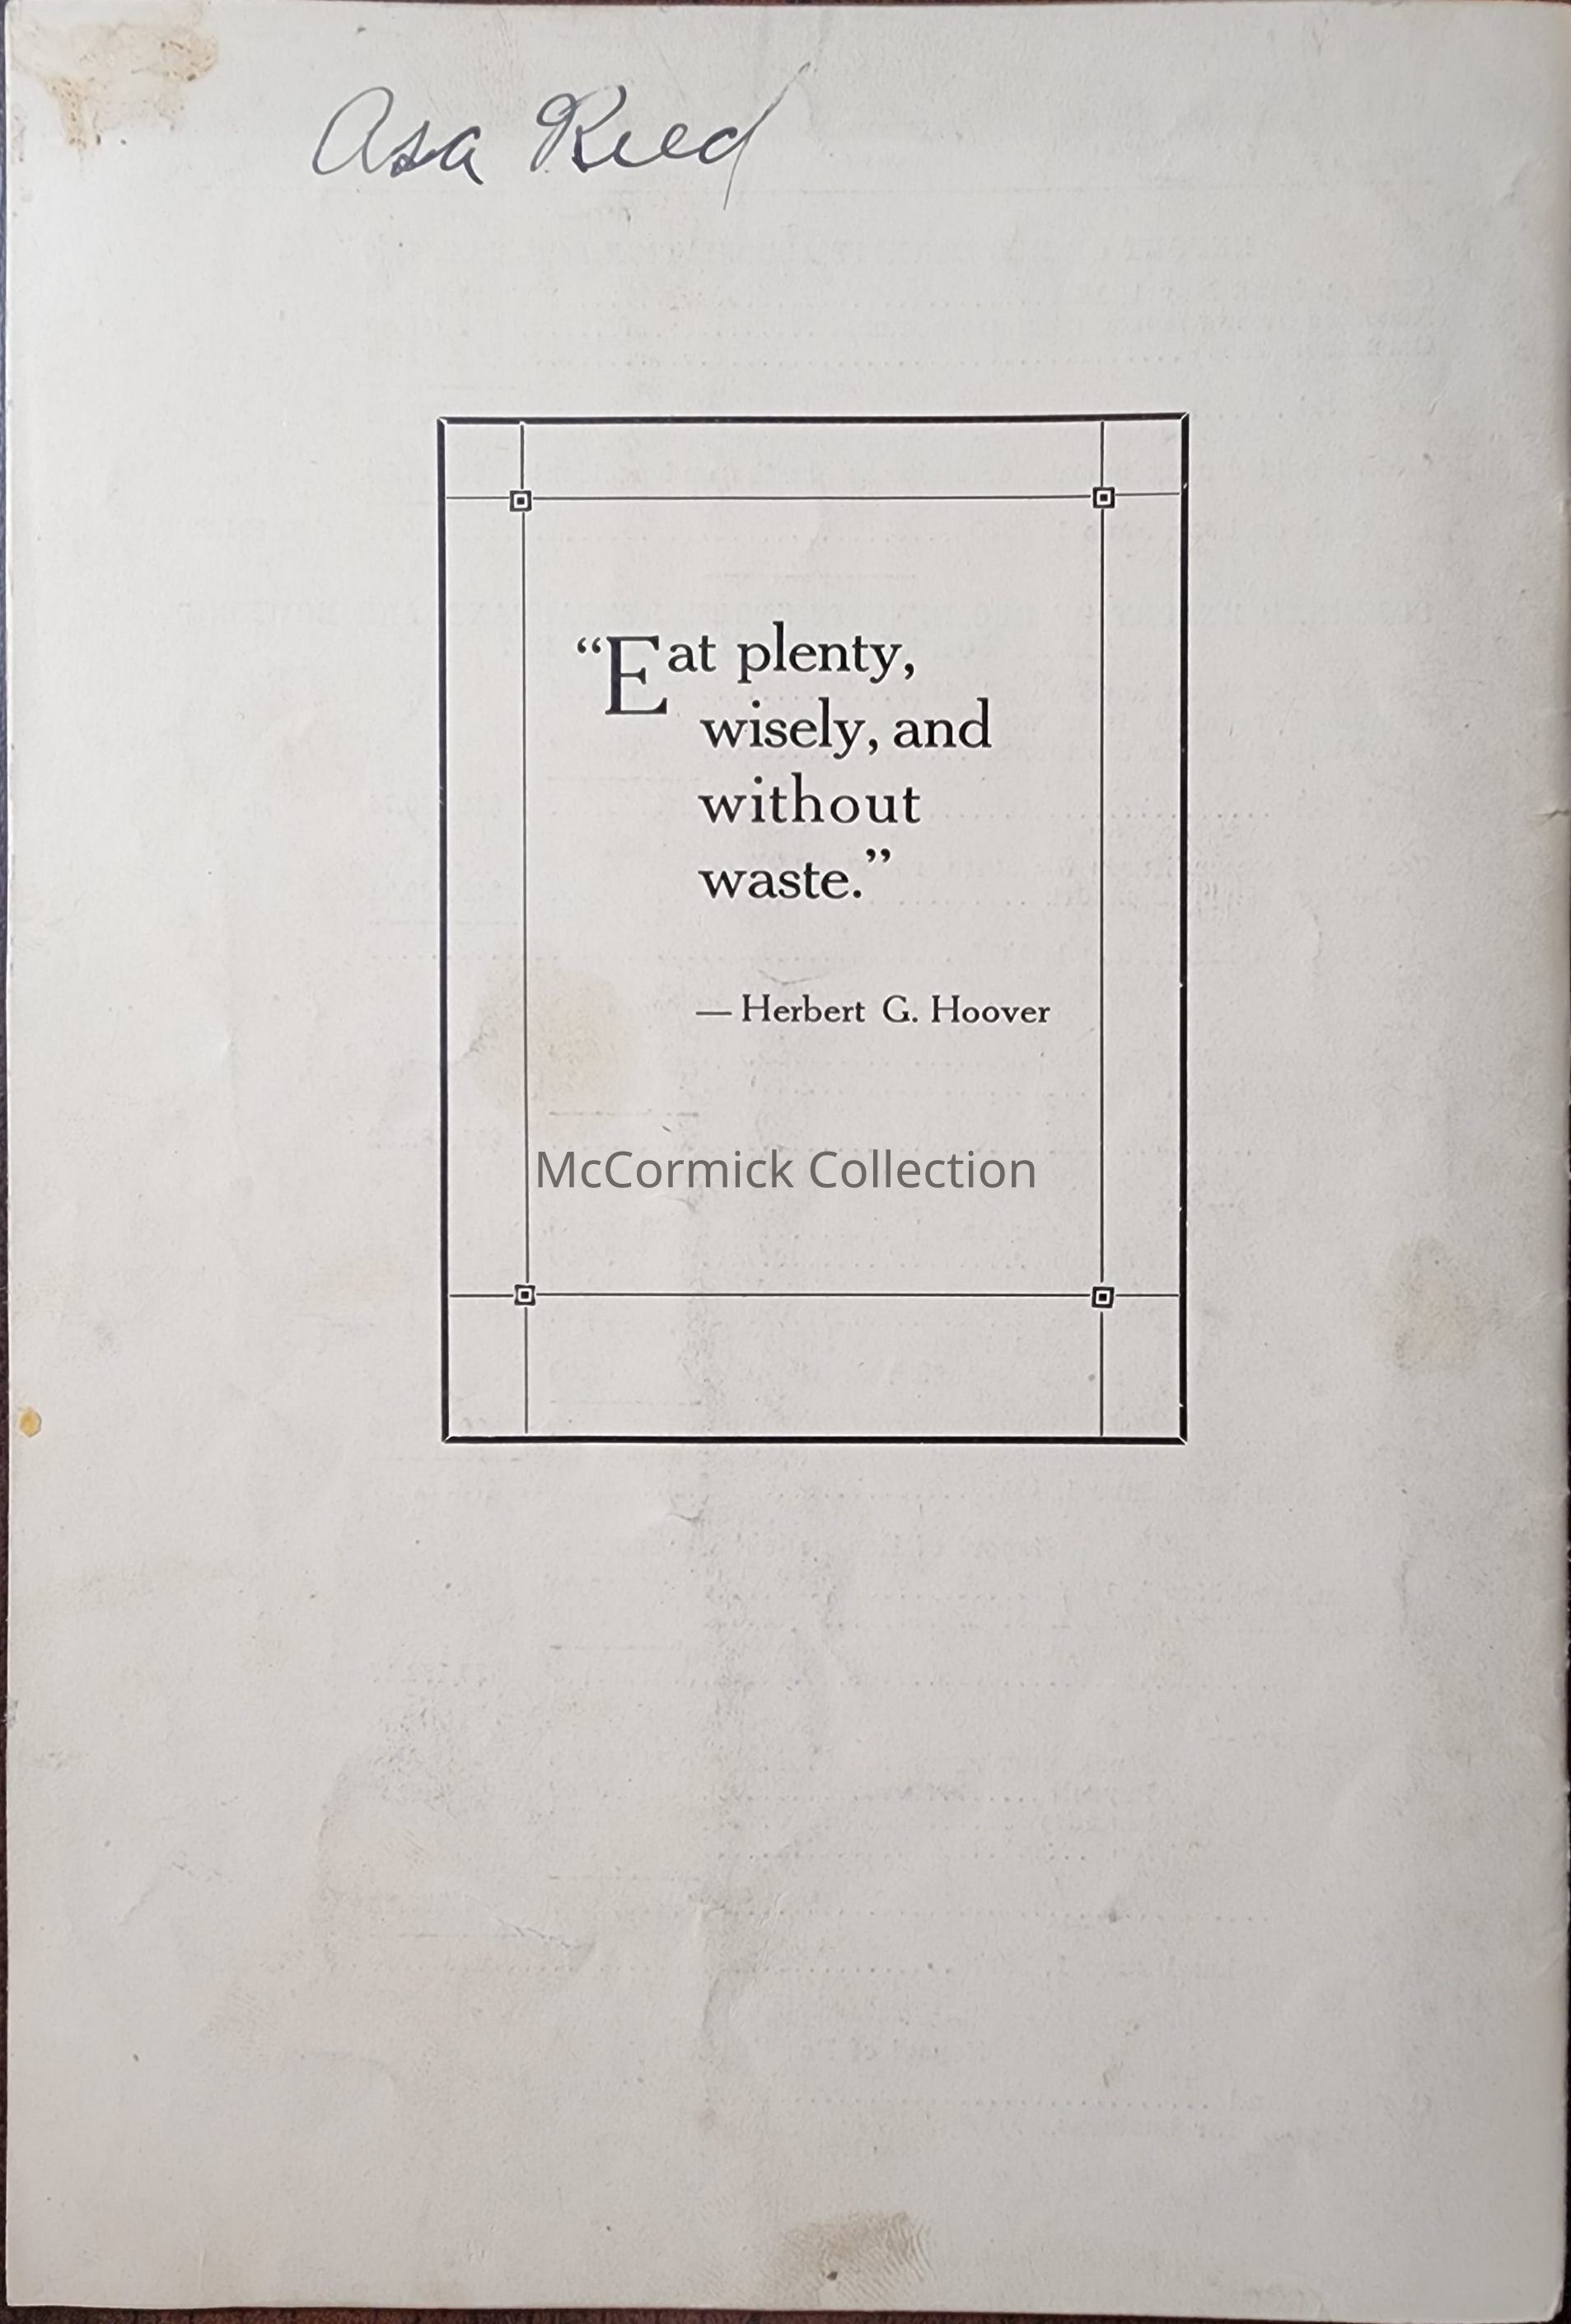 Asa Reed
“Eat plenty,
wisely, and
without
waste.”
— Herbert G. Hoover
McCormick Collection